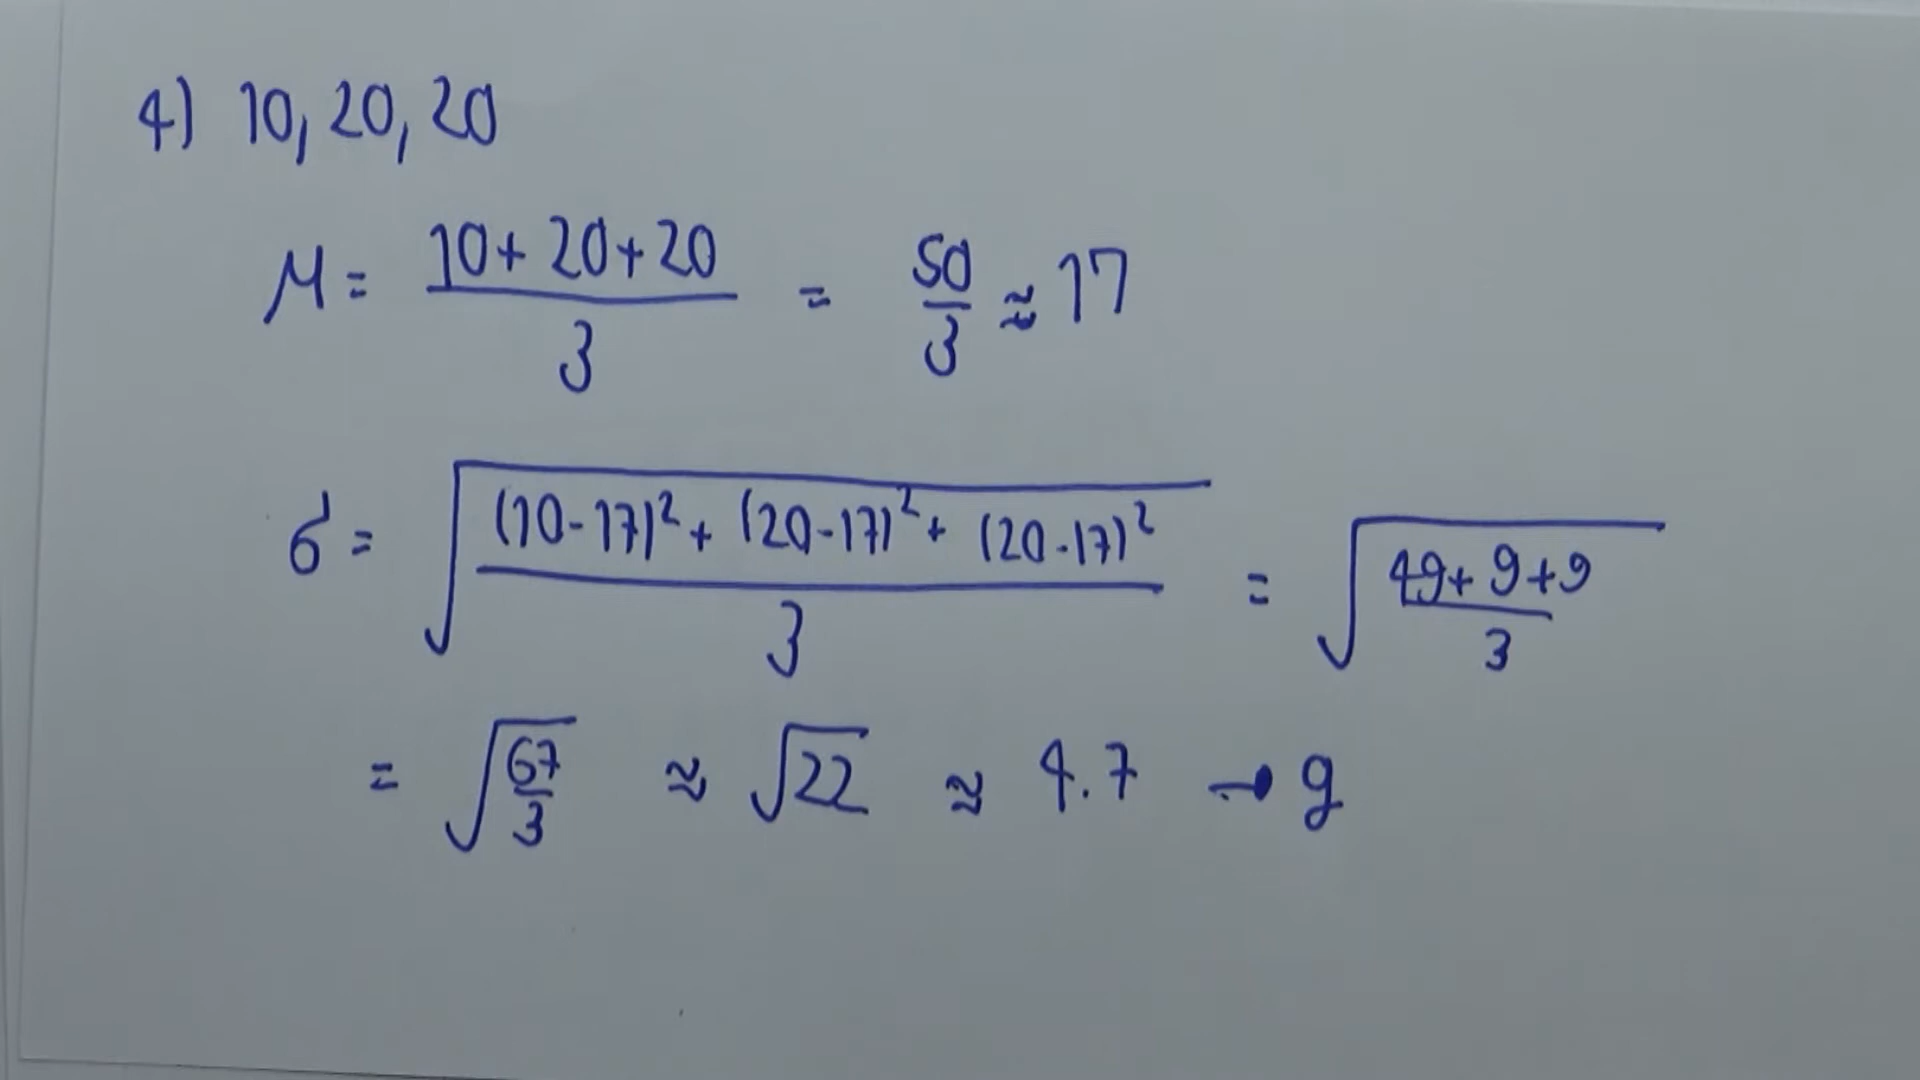 4) 10, 20, 20
μ = (10 + 20 + 20)/3 = 50/3 ≈ 17
σ = √(((10 - 17)² + (20 - 17)² + (20 - 17)²)/3) = √((49 + 9 + 9)/3)
= √(67/3) ≈ √22 ≈ 4.7 → g